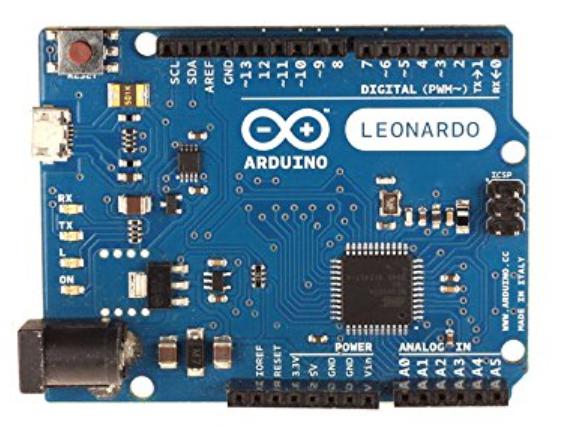 RESET
SCL
SDA
AREF
GND
~13
12
~11
~10
~9
8
7
~6
~5
4
~3
2
TX→1
RX←0
DIGITAL (PWM~)
LEONARDO
ARDUINO
ICSP
RX
TX
L
ON
WWW.ARDUINO.CC
MADE IN ITALY
POWER
ANALOG IN
IOREF
RESET
3.3V
5V
GND
GND
Vin
A0
A1
A2
A3
A4
A5